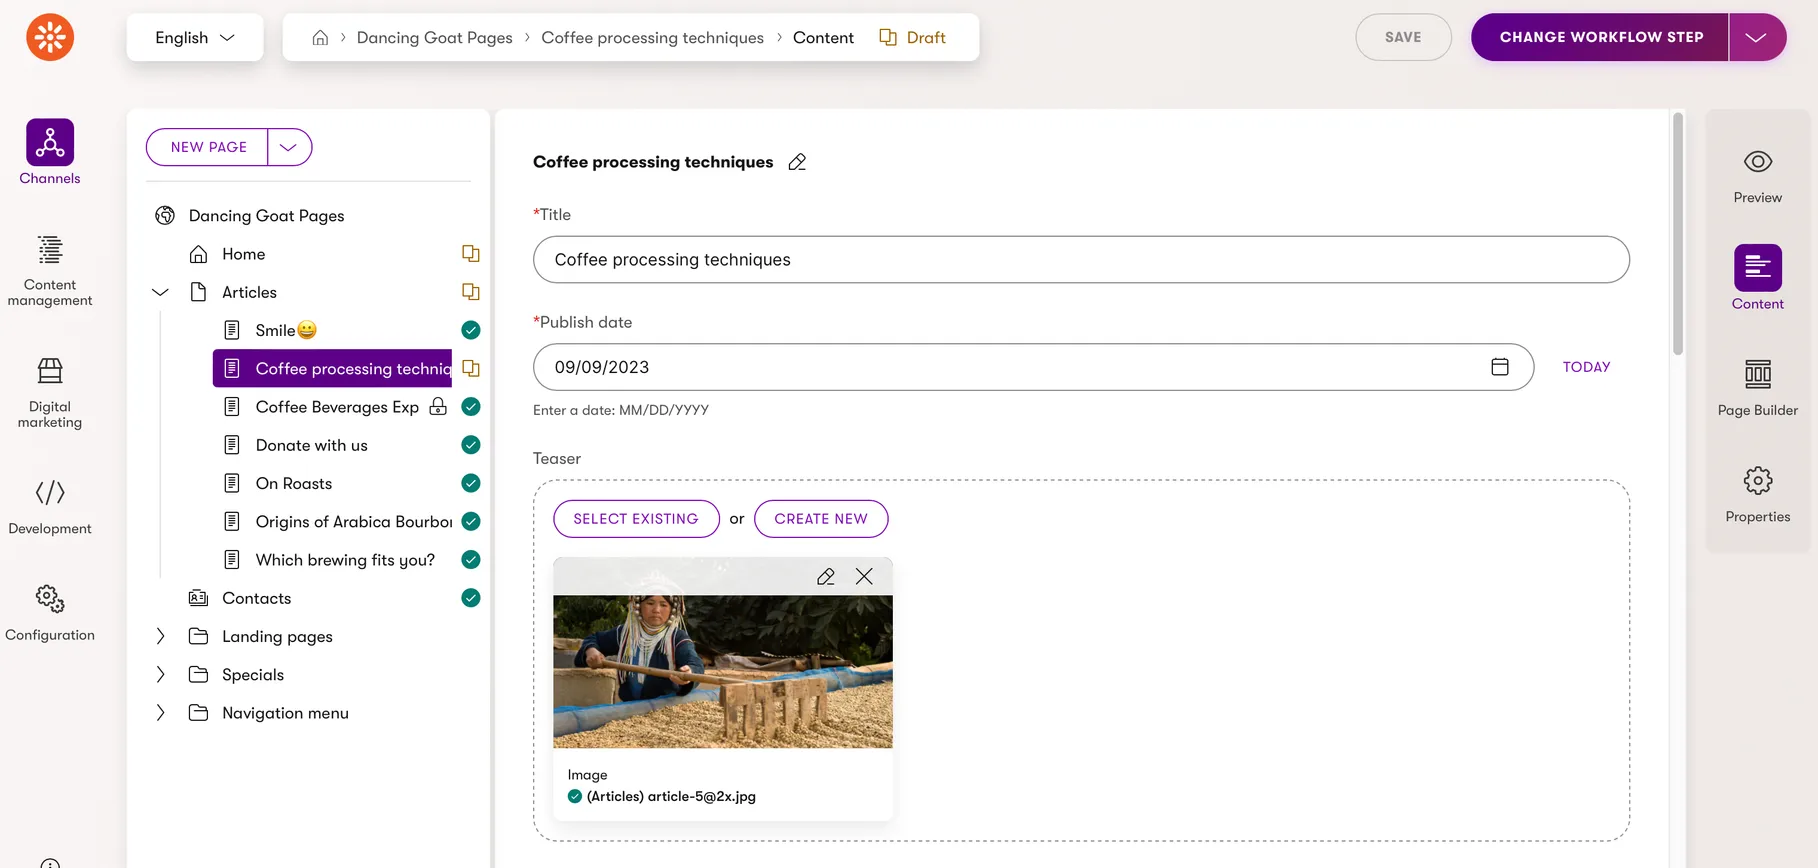 English
Dancing Goat Pages
Coffee processing techniques
Content
Draft
SAVE
CHANGE WORKFLOW STEP
Channels
Content
management
Digital
marketing
Development
Configuration
NEW PAGE
Dancing Goat Pages
Home
Articles
Smile😀
Coffee processing techniq
Coffee Beverages Exp
Donate with us
On Roasts
Origins of Arabica Bourbon
Which brewing fits you?
Contacts
Landing pages
Specials
Navigation menu
Coffee processing techniques
*Title
Coffee processing techniques
*Publish date
09/09/2023
TODAY
Enter a date: MM/DD/YYYY
Teaser
SELECT EXISTING or CREATE NEW
Image
(Articles) article-5@2x.jpg
Preview
Content
Page Builder
Properties